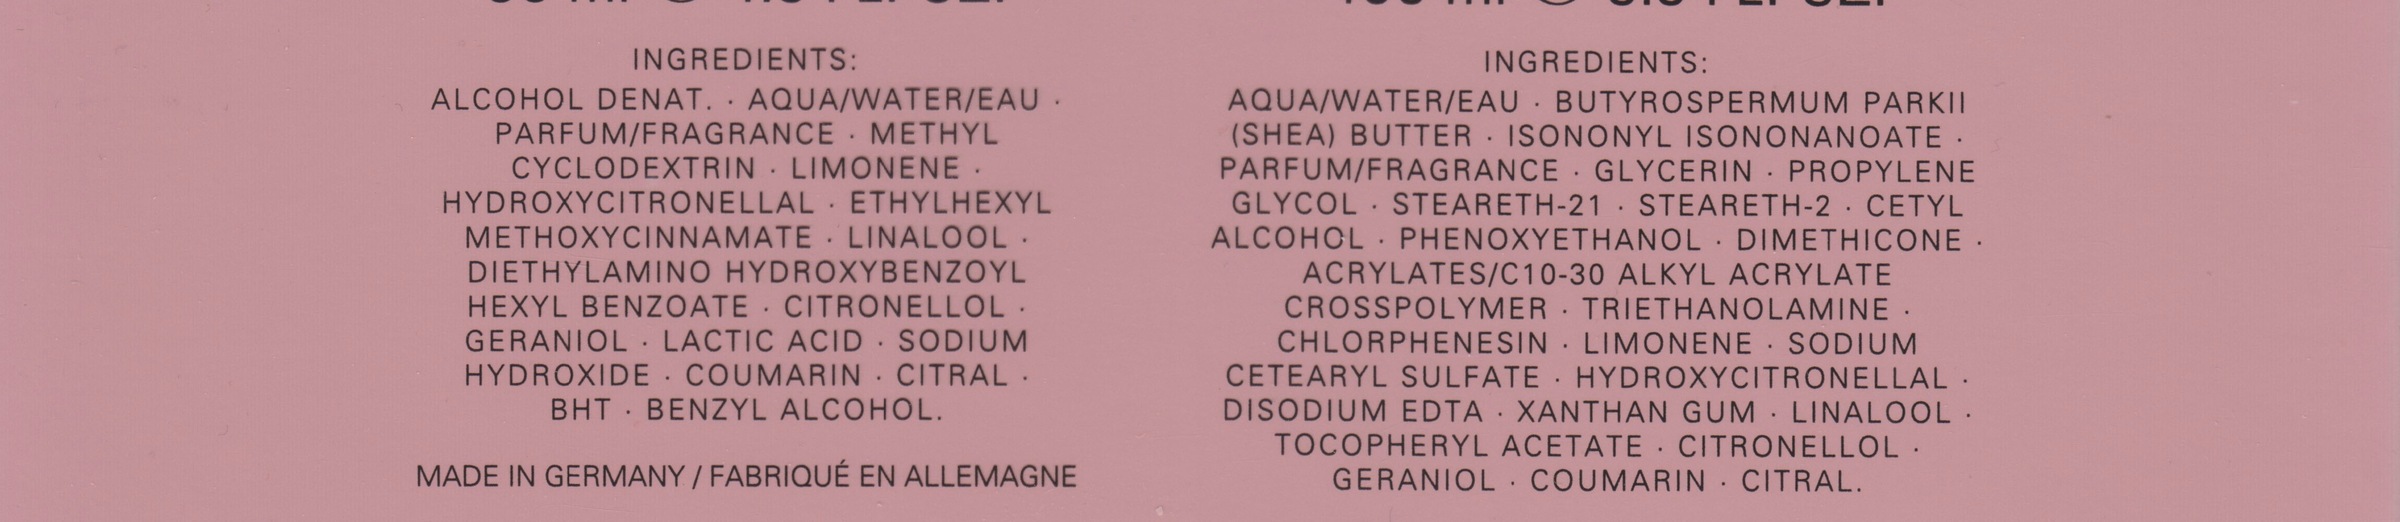 INGREDIENTS:
ALCOHOL DENAT. · AQUA/WATER/EAU ·
PARFUM/FRAGRANCE · METHYL
CYCLODEXTRIN · LIMONENE ·
HYDROXYCITRONELLAL · ETHYLHEXYL
METHOXYCINNAMATE · LINALOOL ·
DIETHYLAMINO HYDROXYBENZOYL
HEXYL BENZOATE · CITRONELLOL ·
GERANIOL · LACTIC ACID · SODIUM
HYDROXIDE · COUMARIN · CITRAL ·
BHT · BENZYL ALCOHOL.
MADE IN GERMANY / FABRIQUÉ EN ALLEMAGNE
INGREDIENTS:
AQUA/WATER/EAU · BUTYROSPERMUM PARKII
(SHEA) BUTTER · ISONONYL ISONONANOATE ·
PARFUM/FRAGRANCE · GLYCERIN · PROPYLENE
GLYCOL · STEARETH-21 · STEARETH-2 · CETYL
ALCOHOL · PHENOXYETHANOL · DIMETHICONE ·
ACRYLATES/C10-30 ALKYL ACRYLATE
CROSSPOLYMER · TRIETHANOLAMINE ·
CHLORPHENESIN · LIMONENE · SODIUM
CETEARYL SULFATE · HYDROXYCITRONELLAL ·
DISODIUM EDTA · XANTHAN GUM · LINALOOL ·
TOCOPHERYL ACETATE · CITRONELLOL ·
GERANIOL · COUMARIN · CITRAL.